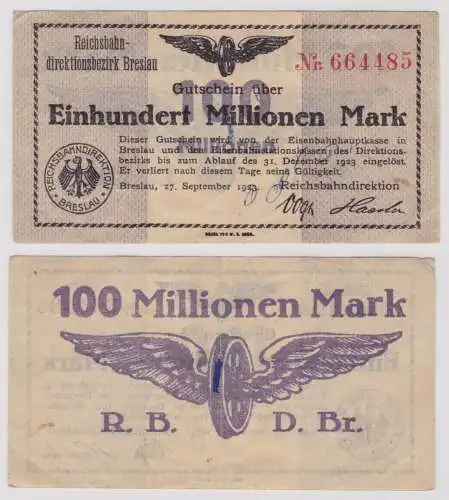 Reichsbahn-
direktionsbezirk Breslau
Nr. 664485
100
Gutschein über
Einhundert Millionen Mark
Dieser Gutschein wird von der Eisenbahnhauptkasse in
Breslau und den Eisenbahnstationskassen des Direktions-
bezirks bis zum Ablauf des 31. Dezember 1923 eingelöst.
Er verliert nach diesem Tage seine Gültigkeit.
Breslau, 27. September 1923. Reichsbahndirektion
REICHSBAHNDIREKTION
BRESLAU
100 Millionen Mark
R. B. D. Br.